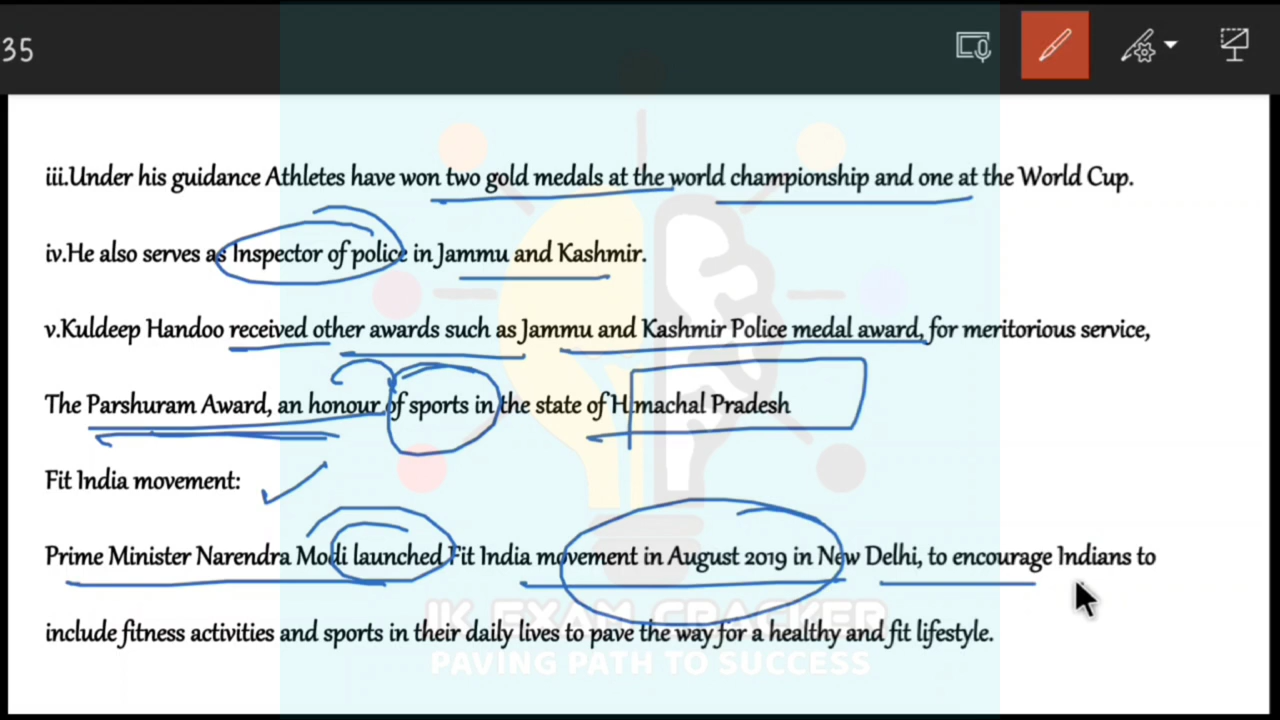 35
iii.Under his guidance Athletes have won two gold medals at the world championship and one at the World Cup.
iv.He also serves as Inspector of police in Jammu and Kashmir.
v.Kuldeep Handoo received other awards such as Jammu and Kashmir Police medal award, for meritorious service,
The Parshuram Award, an honour of sports in the state of Himachal Pradesh
Fit India movement:
Prime Minister Narendra Modi launched Fit India movement in August 2019 in New Delhi, to encourage Indians to
include fitness activities and sports in their daily lives to pave the way for a healthy and fit lifestyle.
JK EXAM CRACKER
PAVING PATH TO SUCCESS